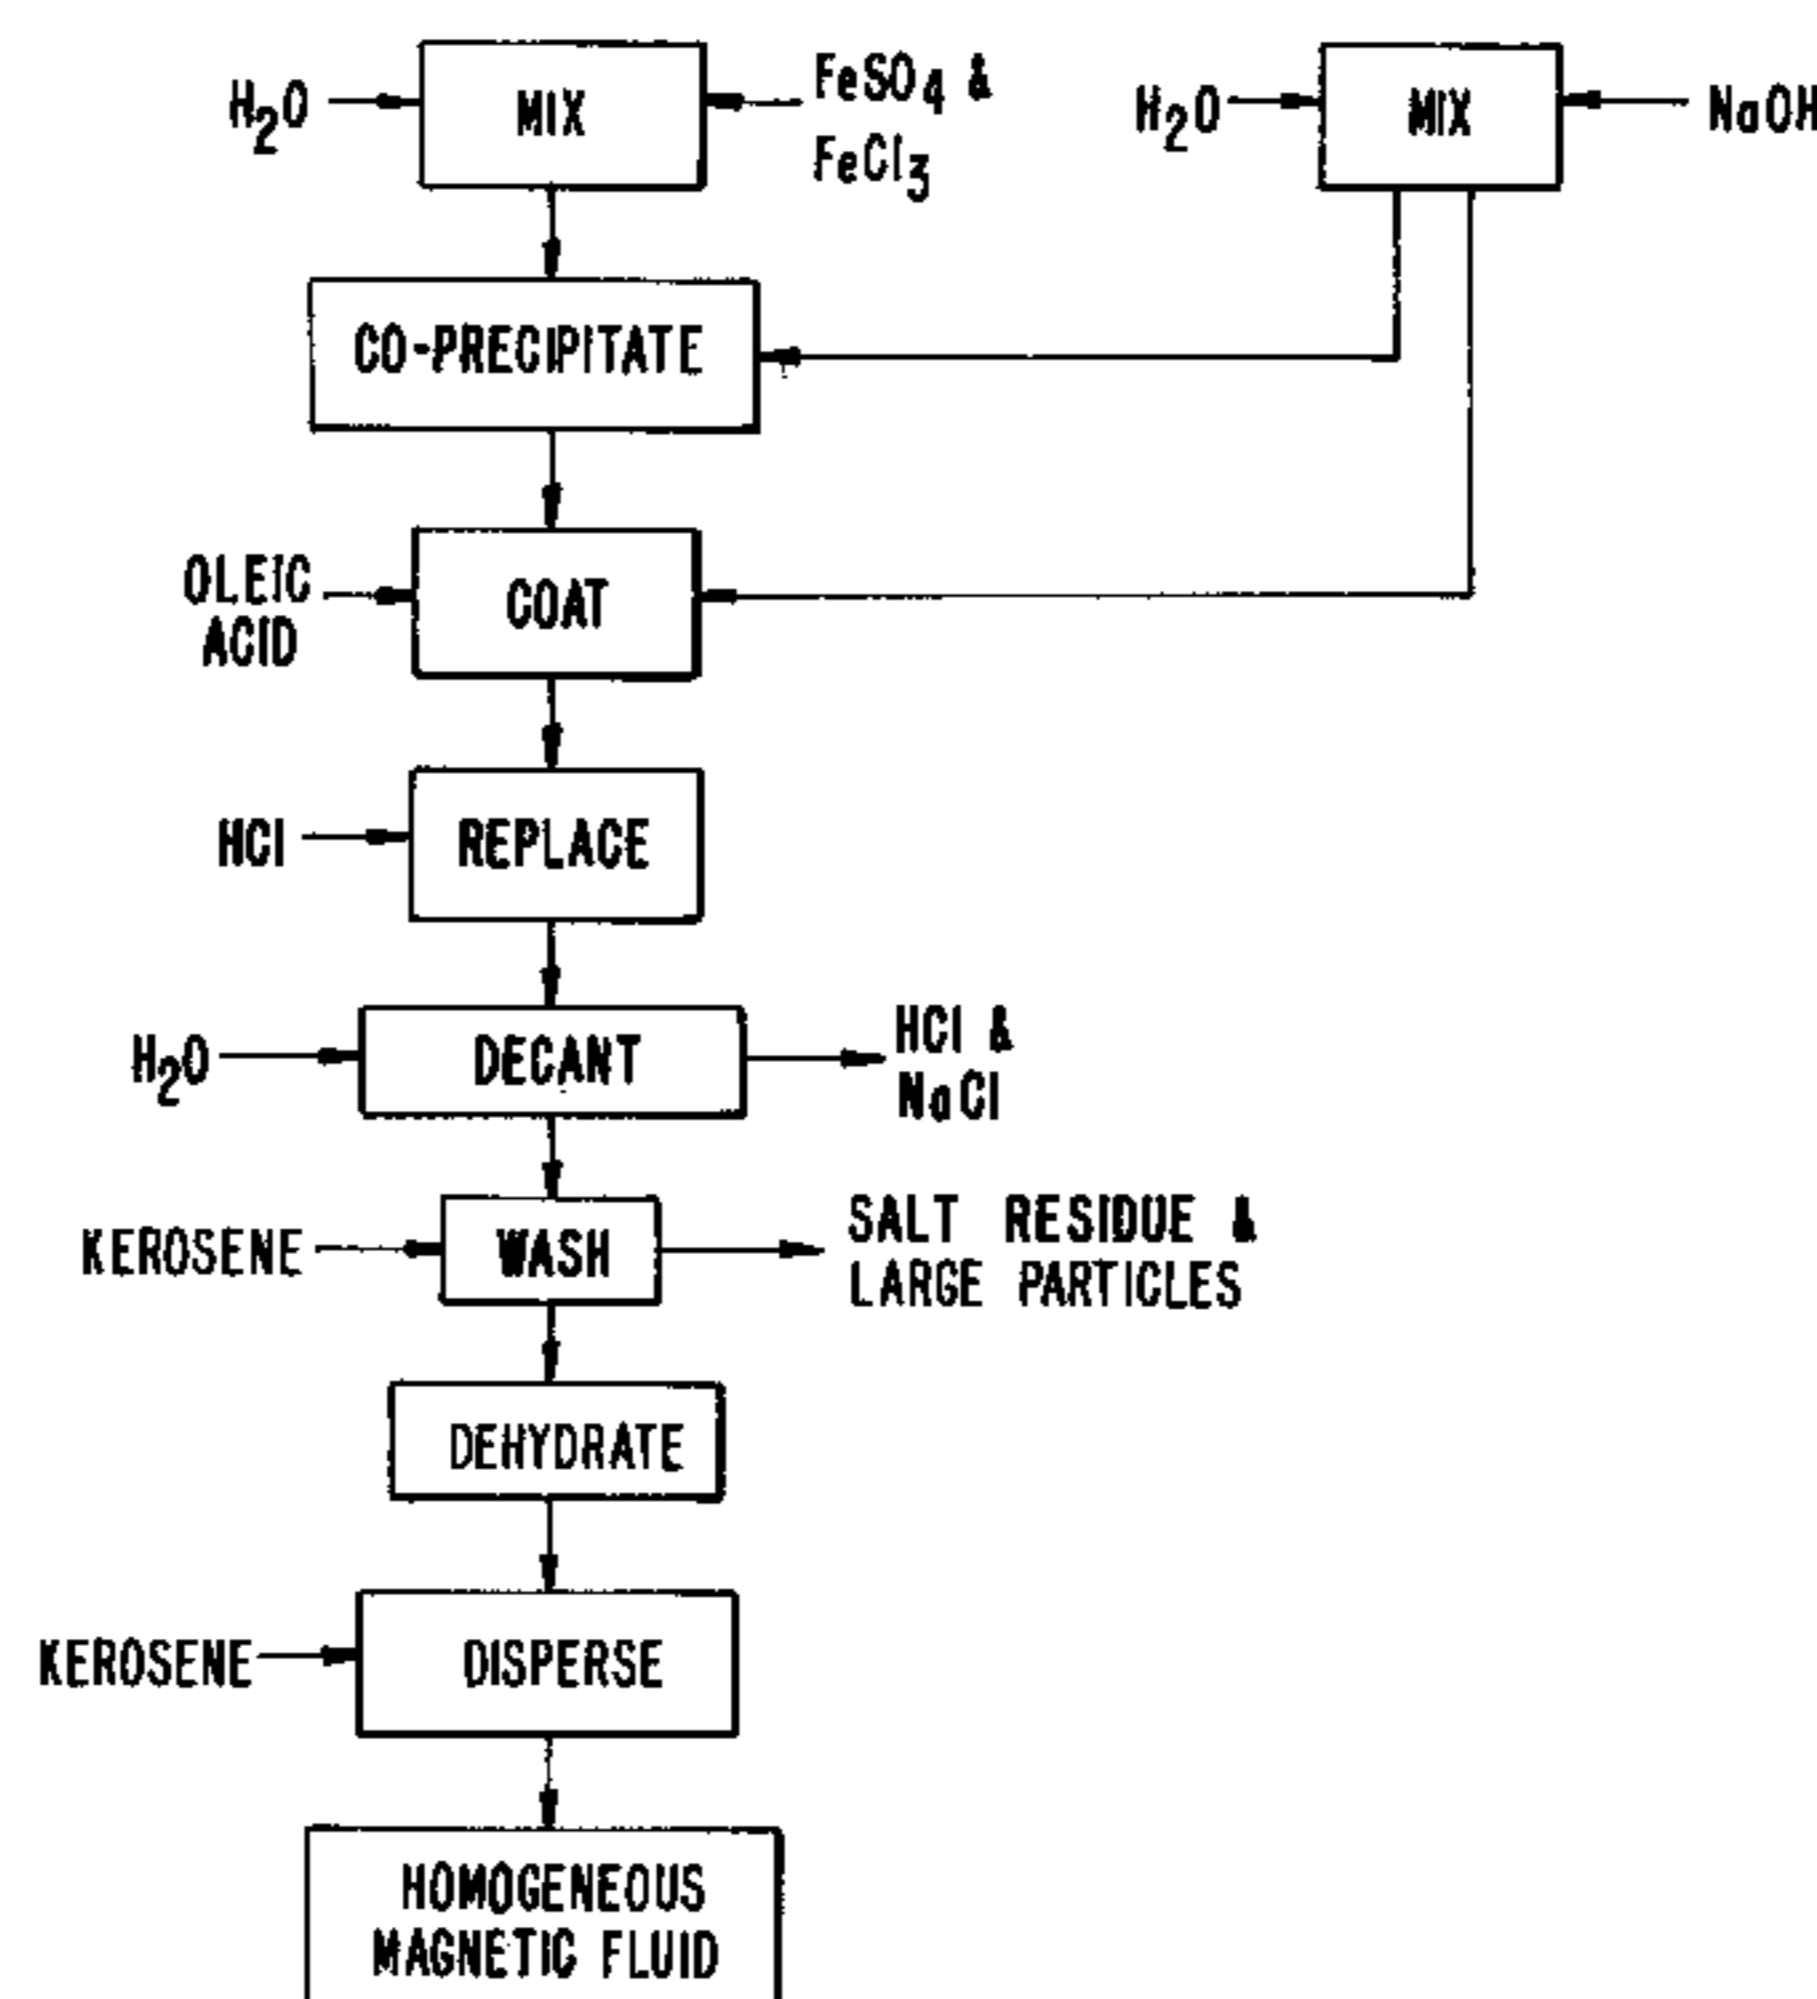 H₂O
MIX
FeSO₄ &
FeCl₃
H₂O
MIX
NaOH
CO-PRECIPITATE
OLEIC
ACID
COAT
HCl
REPLACE
H₂O
DECANT
HCl &
NaCl
KEROSENE
WASH
SALT RESIDUE &
LARGE PARTICLES
DEHYDRATE
KEROSENE
DISPERSE
HOMOGENEOUS
MAGNETIC FLUID